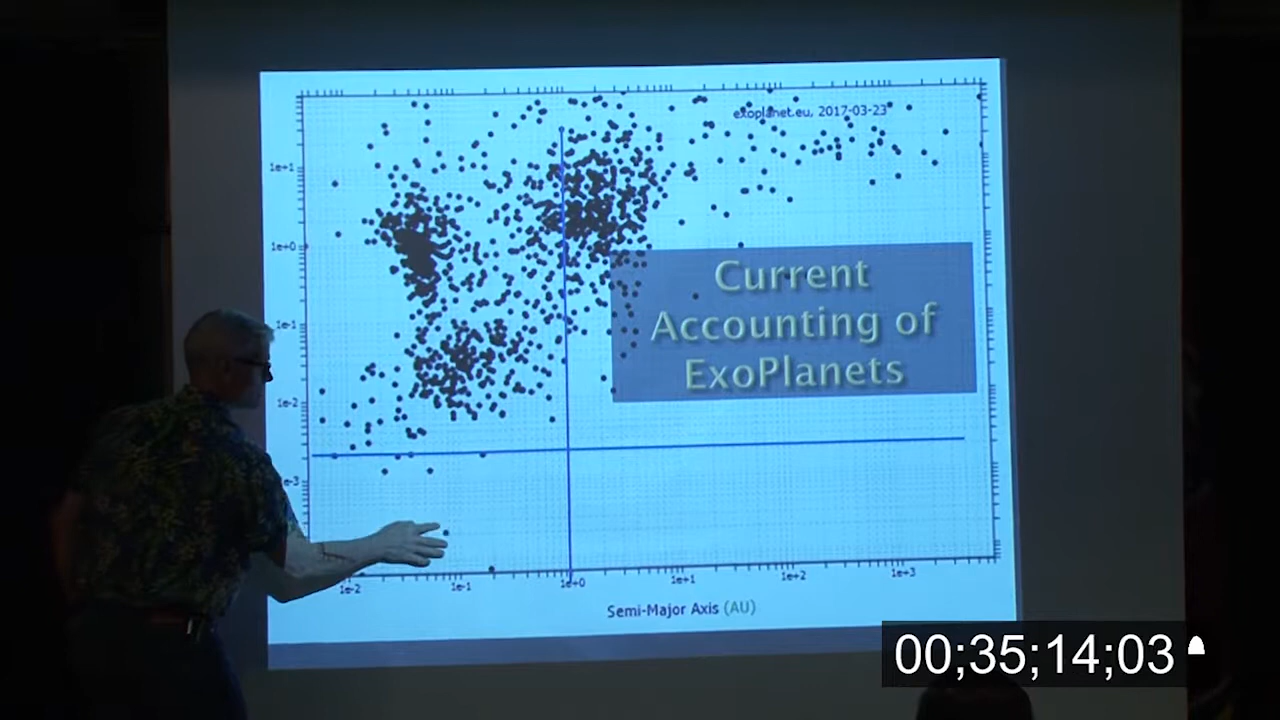 exoplanet.eu, 2017-03-23
1e+1
1e+0
1e-1
1e-2
e-3
Current
Accounting of
ExoPlanets
1e-2 1e-1 1e+0 1e+1 1e+2 1e+3
Semi-Major Axis (AU)
00;35;14;03